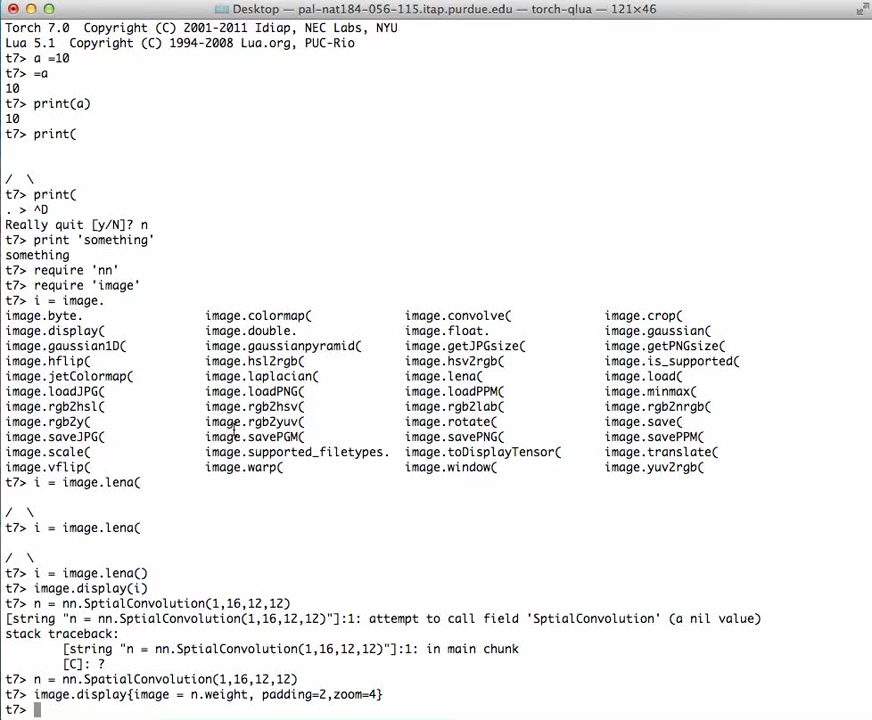 Desktop — pal-nat184-056-115.itap.purdue.edu — torch-qlua — 121×46
Torch 7.0  Copyright (C) 2001-2011 Idiap, NEC Labs, NYU
Lua 5.1  Copyright (C) 1994-2008 Lua.org, PUC-Rio
t7> a =10
t7> =a
10
t7> print(a)
10
t7> print(
/  \
t7> print(
. > ^D
Really quit [y/N]? n
t7> print 'something'
something
t7> require 'nn'
t7> require 'image'
t7> i = image.
image.byte.                 image.colormap(             image.convolve(             image.crop(
image.display(              image.double.               image.float.                image.gaussian(
image.gaussian1D(           image.gaussianpyramid(      image.getJPGsize(           image.getPNGsize(
image.hflip(                image.hsl2rgb(              image.hsv2rgb(              image.is_supported(
image.jetColormap(          image.laplacian(            image.lena(                 image.load(
image.loadJPG(              image.loadPNG(              image.loadPPM(              image.minmax(
image.rgb2hsl(              image.rgb2hsv(              image.rgb2lab(              image.rgb2nrgb(
image.rgb2y(                image.rgb2yuv(              image.rotate(               image.save(
image.saveJPG(              image.savePGM(              image.savePNG(              image.savePPM(
image.scale(                image.supported_filetypes.  image.toDisplayTensor(      image.translate(
image.vflip(                image.warp(                 image.window(               image.yuv2rgb(
t7> i = image.lena(
/  \
t7> i = image.lena(
/  \
t7> i = image.lena()
t7> image.display(i)
t7> n = nn.SptialConvolution(1,16,12,12)
[string "n = nn.SptialConvolution(1,16,12,12)"]:1: attempt to call field 'SptialConvolution' (a nil value)
stack traceback:
[string "n = nn.SptialConvolution(1,16,12,12)"]:1: in main chunk
[C]: ?
t7> n = nn.SpatialConvolution(1,16,12,12)
t7> image.display{image = n.weight, padding=2,zoom=4}
t7>